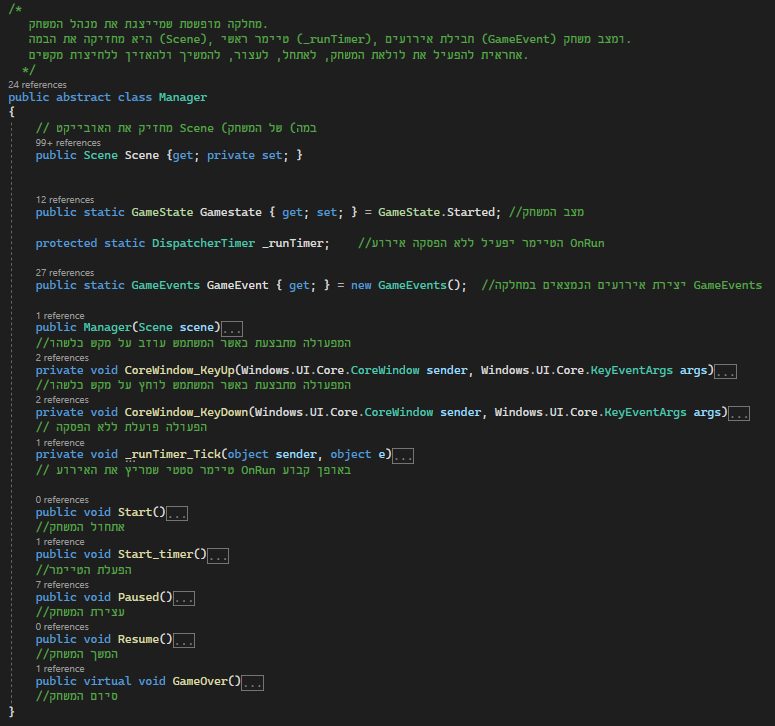 /*
מחלקה מופשטת שמייצגת את מנהל המשחק.
היא מחזיקה את הבמה (Scene), טיימר ראשי (_runTimer), חבילת אירועים (GameEvent) ומצב משחק.
אחראית להפעיל את לולאת המשחק, לאתחל, לעצור, להמשיך ולהאזין ללחיצות מקשים.
*/
24 references
public abstract class Manager
{
// מחזיק את האובייקט Scene (במה) של המשחק
99+ references
public Scene Scene {get; private set; }
12 references
public static GameState Gamestate { get; set; } = GameState.Started; //מצב המשחק
protected static DispatcherTimer _runTimer; //הטיימר יפעיל ללא הפסקה אירוע OnRun
27 references
public static GameEvents GameEvent { get; } = new GameEvents(); //יצירת אירועים הנמצאים במחלקה GameEvents
1 reference
public Manager(Scene scene)...
//המפעולה מתבצעת כאשר המשתמש עוזב על מקש כלשהו
2 references
private void CoreWindow_KeyUp(Windows.UI.Core.CoreWindow sender, Windows.UI.Core.KeyEventArgs args)...
//המפעולה מתבצעת כאשר המשתמש לוחץ על מקש כלשהו
2 references
private void CoreWindow_KeyDown(Windows.UI.Core.CoreWindow sender, Windows.UI.Core.KeyEventArgs args)...
// הפעולה פועלת ללא הפסקה
1 reference
private void _runTimer_Tick(object sender, object e)...
// טיימר סטטי שמריץ את האירוע OnRun באופן קבוע
0 references
public void Start()...
//אתחול המשחק
1 reference
public void Start_timer()...
//הפעלת הטיימר
7 references
public void Paused()...
//עצירת המשחק
0 references
public void Resume()...
//המשך המשחק
1 reference
public virtual void GameOver()...
//סיום המשחק
}